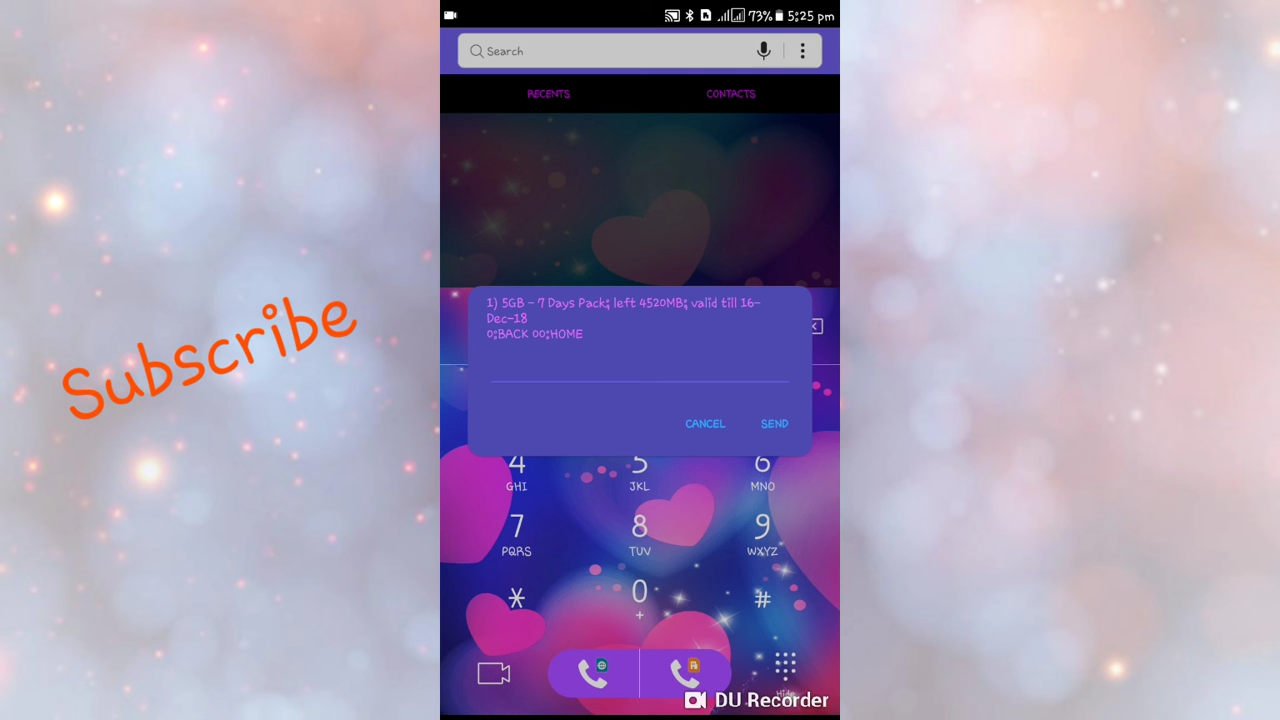 73% 5:25 pm
Search
RECENTS CONTACTS
1) 5GB - 7 Days Pack; left 4520MB; valid till 16-
Dec-18
0:BACK 00:HOME
Subscribe
CANCEL SEND
4 5 6
GHI JKL MNO
7 8 9
PQRS TUV WXYZ
* 0 #
+
Hide
DU Recorder